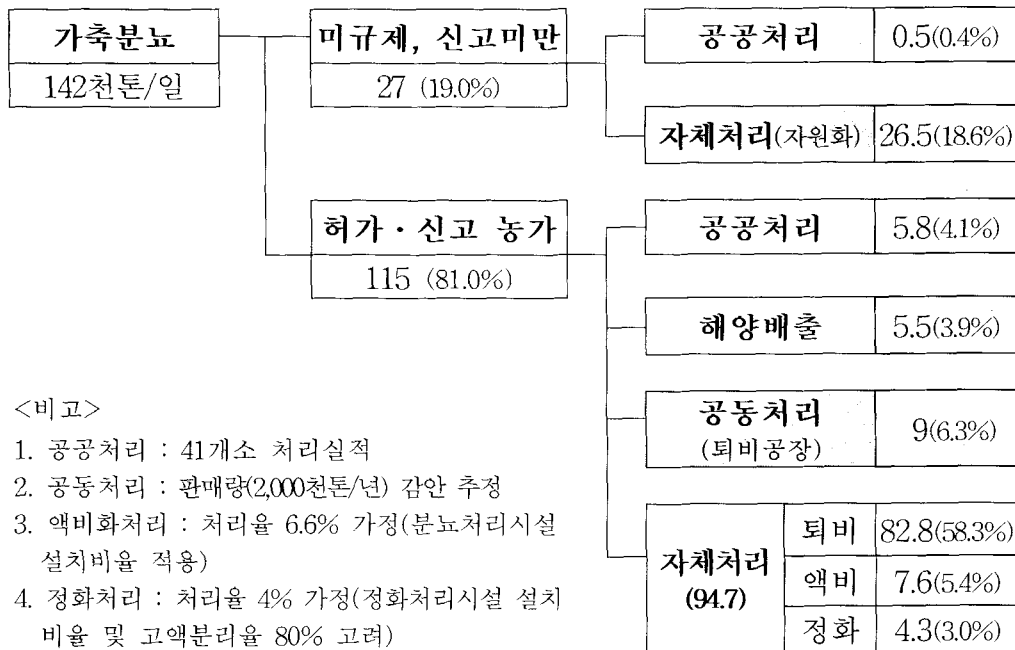 가축분뇨
142천톤/일
미규제, 신고미만
27 (19.0%)
공공처리 0.5(0.4%)
자체처리(자원화) 26.5(18.6%)
허가·신고 농가
115 (81.0%)
공공처리 5.8(4.1%)
해양배출 5.5(3.9%)
공동처리
(퇴비공장)
9(6.3%)
자체처리
(94.7)
퇴비 82.8(58.3%)
액비 7.6(5.4%)
정화 4.3(3.0%)
<비고>
1. 공공처리 : 41개소 처리실적
2. 공동처리 : 판매량(2,000천톤/년) 감안 추정
3. 액비화처리 : 처리율 6.6% 가정(분뇨처리시설
설치비율 적용)
4. 정화처리 : 처리율 4% 가정(정화처리시설 설치
비율 및 고액분리율 80% 고려)